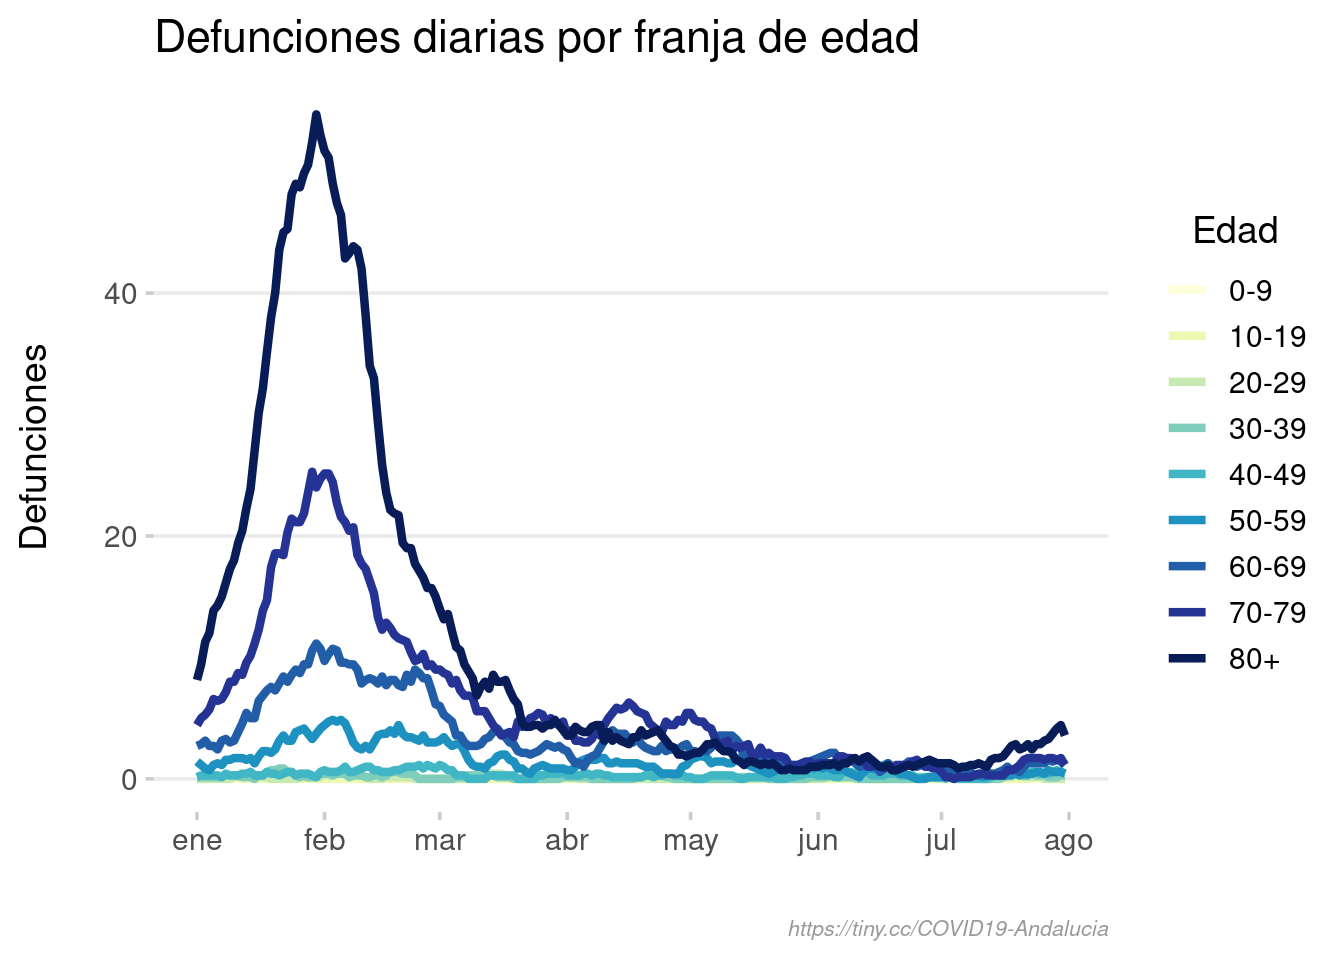 Defunciones diarias por franja de edad
Defunciones
40
20
0
ene feb mar abr may jun jul ago
Edad
0-9
10-19
20-29
30-39
40-49
50-59
60-69
70-79
80+
https://tiny.cc/COVID19-Andalucia